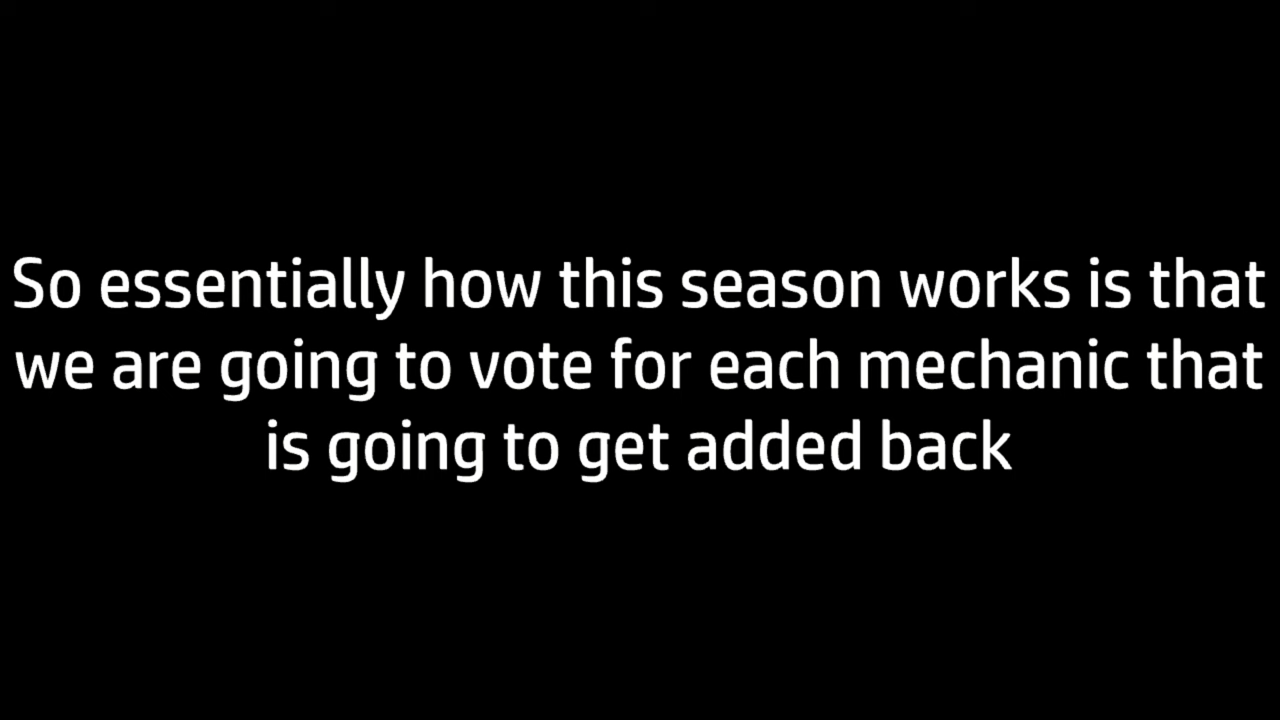 So essentially how this season works is that
we are going to vote for each mechanic that
is going to get added back